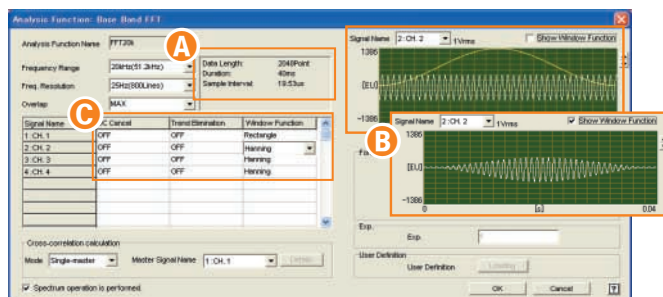 Analysis Function: Base Band FFT
Analysis Function Name FFT20k
Frequency Range 20kHz(51.2kHz)
Freq. Resolution 25Hz(800Lines)
Overlap MAX
A
Data Length: 2048Point
Duration: 40ms
Sample Interval: 19.53us
C
Signal Name DC Cancel Trend Elimination Window Function
1:CH. 1 OFF OFF Rectangle
2:CH. 2 OFF OFF Hanning
3:CH. 3 OFF OFF Hanning
4:CH. 4 OFF OFF Hanning
Cross-correlation calculation
Mode Single-master Master Signal Name 1:CH.1 Details
Spectrum operation is performed.
Signal Name 2:CH. 2 1Vrms Show Window Function
1386
[EU]
-1386
B
Signal Name 2:CH. 2 1Vrms Show Window Function
1386
[EU]
-1386
0 [s] 0.04
Exp.
Exp.
User Definition
User Definition Loading
OK Cancel ?